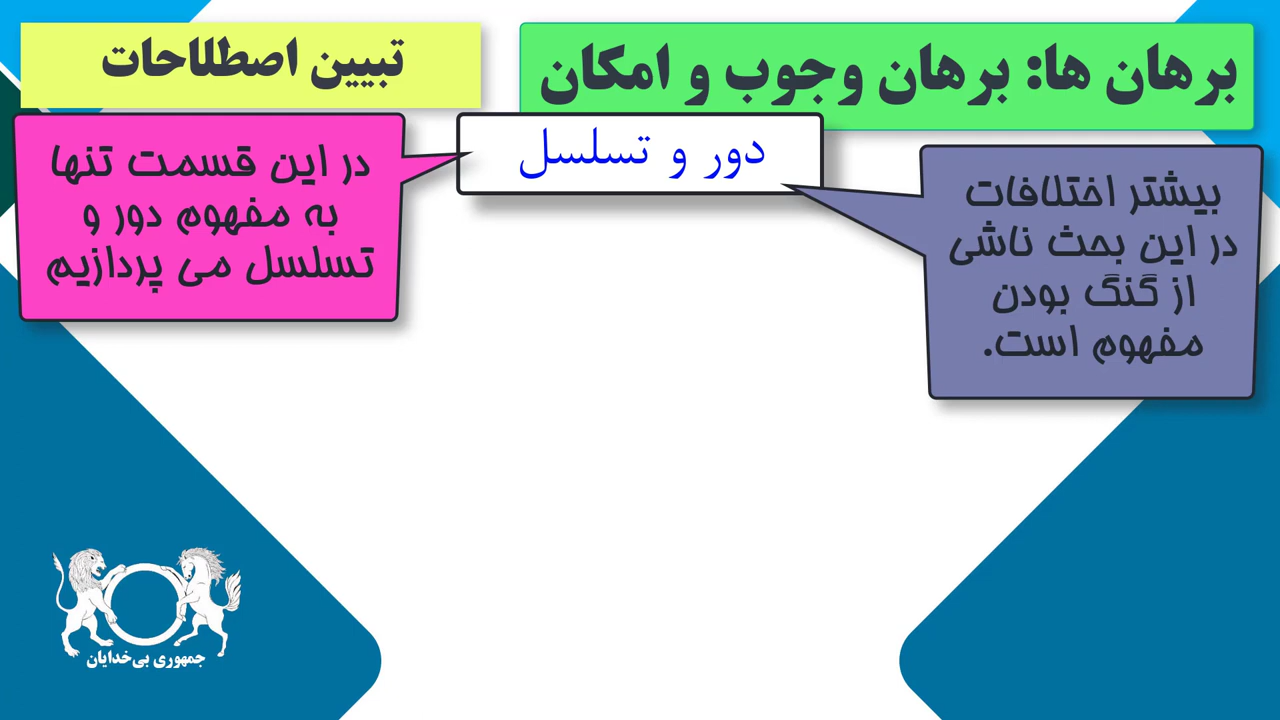 برهان ها: برهان وجوب و امکان
تبیین اصطلاحات
دور و تسلسل
بیشتر اختلافات
در این بحث ناشی
از گنگ بودن
مفهوم است.
در این قسمت تنها
به مفهوم دور و
تسلسل می پردازیم
جمهوری بی‌خدایان